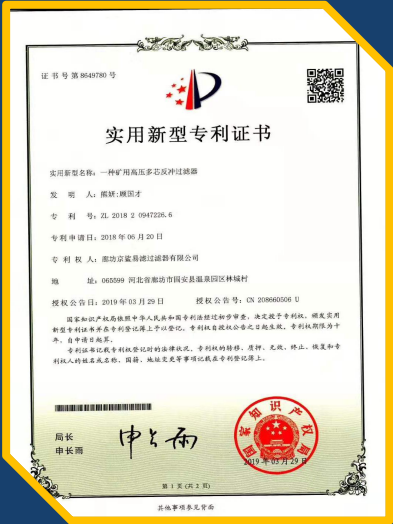 证书号第8649780号
实用新型专利证书
实用新型名称：一种矿用高压多芯反冲过滤器
发 明 人：熊妍;顾国才
专 利 号：ZL 2018 2 0947226.6
专利申请日：2018年06月20日
专 利 权 人：廊坊京鲨易滤过滤器有限公司
地 址：065599 河北省廊坊市固安县温泉园区林城村
授权公告日：2019年03月29日 授权公告号：CN 208660506 U
国家知识产权局依照中华人民共和国专利法经过初步审查，决定授予专利权，颁发实用
新型专利证书并在专利登记簿上予以登记。专利权自授权公告之日起生效。专利权期限为十
年，自申请日起算。
专利证书记载专利权登记时的法律状况。专利权的转移、质押、无效、终止、恢复和专
利权人的姓名或名称、国籍、地址变更等事项记载在专利登记簿上。
局长
申长雨
申长雨
国家知识产权局
2019年03月29日
第 1 页 (共 2 页)
其他事项参见背面